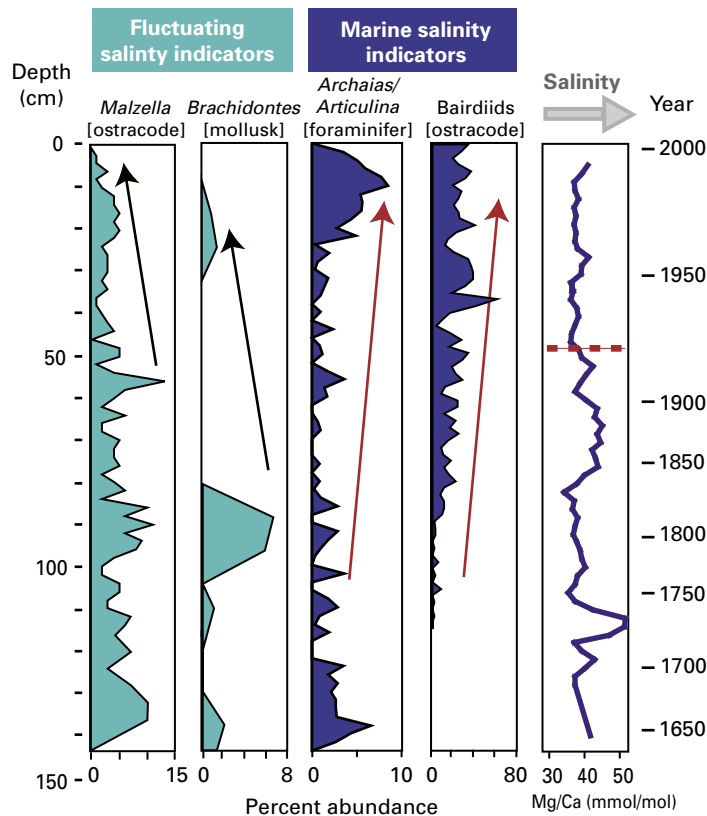 Fluctuating
salinty indicators
Marine salinity
indicators
Depth
(cm)
Malzella
[ostracode]
Brachidontes
[mollusk]
Archaias/
Articulina
[foraminifer]
Bairdiids
[ostracode]
Salinity
Year
0
50
100
150
2000
1950
1900
1850
1800
1750
1700
1650
0 15
0 8
0 10
0 80
30 40 50
Percent abundance
Mg/Ca (mmol/mol)